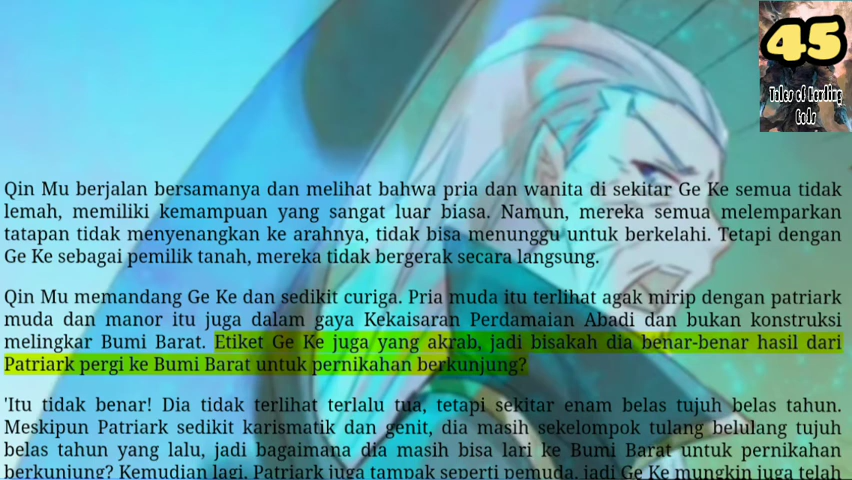 45
Tales of Herding
Gods
Qin Mu berjalan bersamanya dan melihat bahwa pria dan wanita di sekitar Ge Ke semua tidak
lemah, memiliki kemampuan yang sangat luar biasa. Namun, mereka semua melemparkan
tatapan tidak menyenangkan ke arahnya, tidak bisa menunggu untuk berkelahi. Tetapi dengan
Ge Ke sebagai pemilik tanah, mereka tidak bergerak secara langsung.
Qin Mu memandang Ge Ke dan sedikit curiga. Pria muda itu terlihat agak mirip dengan patriark
muda dan manor itu juga dalam gaya Kekaisaran Perdamaian Abadi dan bukan konstruksi
melingkar Bumi Barat. Etiket Ge Ke juga yang akrab, jadi bisakah dia benar-benar hasil dari
Patriark pergi ke Bumi Barat untuk pernikahan berkunjung?
'Itu tidak benar! Dia tidak terlihat terlalu tua, tetapi sekitar enam belas tujuh belas tahun.
Meskipun Patriark sedikit karismatik dan genit, dia masih sekelompok tulang belulang tujuh
belas tahun yang lalu, jadi bagaimana dia masih bisa lari ke Bumi Barat untuk pernikahan
berkunjung? Kemudian lagi, Patriark juga tampak seperti pemuda, jadi Ge Ke mungkin juga telah